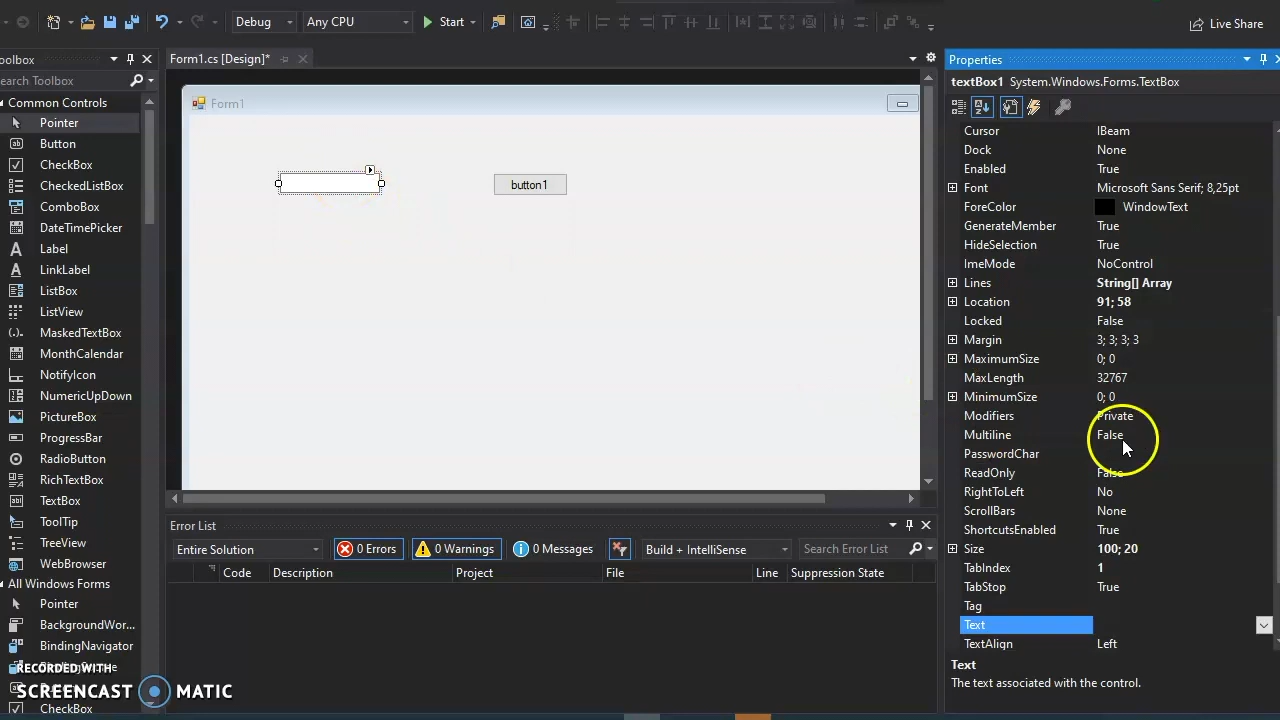 Debug
Any CPU
Start
Live Share
oolbox
earch Toolbox
Common Controls
Pointer
Button
CheckBox
CheckedListBox
ComboBox
DateTimePicker
Label
LinkLabel
ListBox
ListView
MaskedTextBox
MonthCalendar
NotifyIcon
NumericUpDown
PictureBox
ProgressBar
RadioButton
RichTextBox
TextBox
ToolTip
TreeView
WebBrowser
All Windows Forms
Pointer
BackgroundWor...
BindingNavigator
CheckBox
RECORDED WITH
SCREENCAST MATIC
Form1.cs [Design]*
Form1
button1
Error List
Entire Solution
0 Errors
0 Warnings
0 Messages
Build + IntelliSense
Search Error List
Code Description Project File Line Suppression State
Properties
textBox1 System.Windows.Forms.TextBox
Cursor IBeam
Dock None
Enabled True
Font Microsoft Sans Serif; 8,25pt
ForeColor WindowText
GenerateMember True
HideSelection True
ImeMode NoControl
Lines String[] Array
Location 91; 58
Locked False
Margin 3; 3; 3; 3
MaximumSize 0; 0
MaxLength 32767
MinimumSize 0; 0
Modifiers Private
Multiline False
PasswordChar
ReadOnly False
RightToLeft No
ScrollBars None
ShortcutsEnabled True
Size 100; 20
TabIndex 1
TabStop True
Tag
Text
TextAlign Left
Text
The text associated with the control.